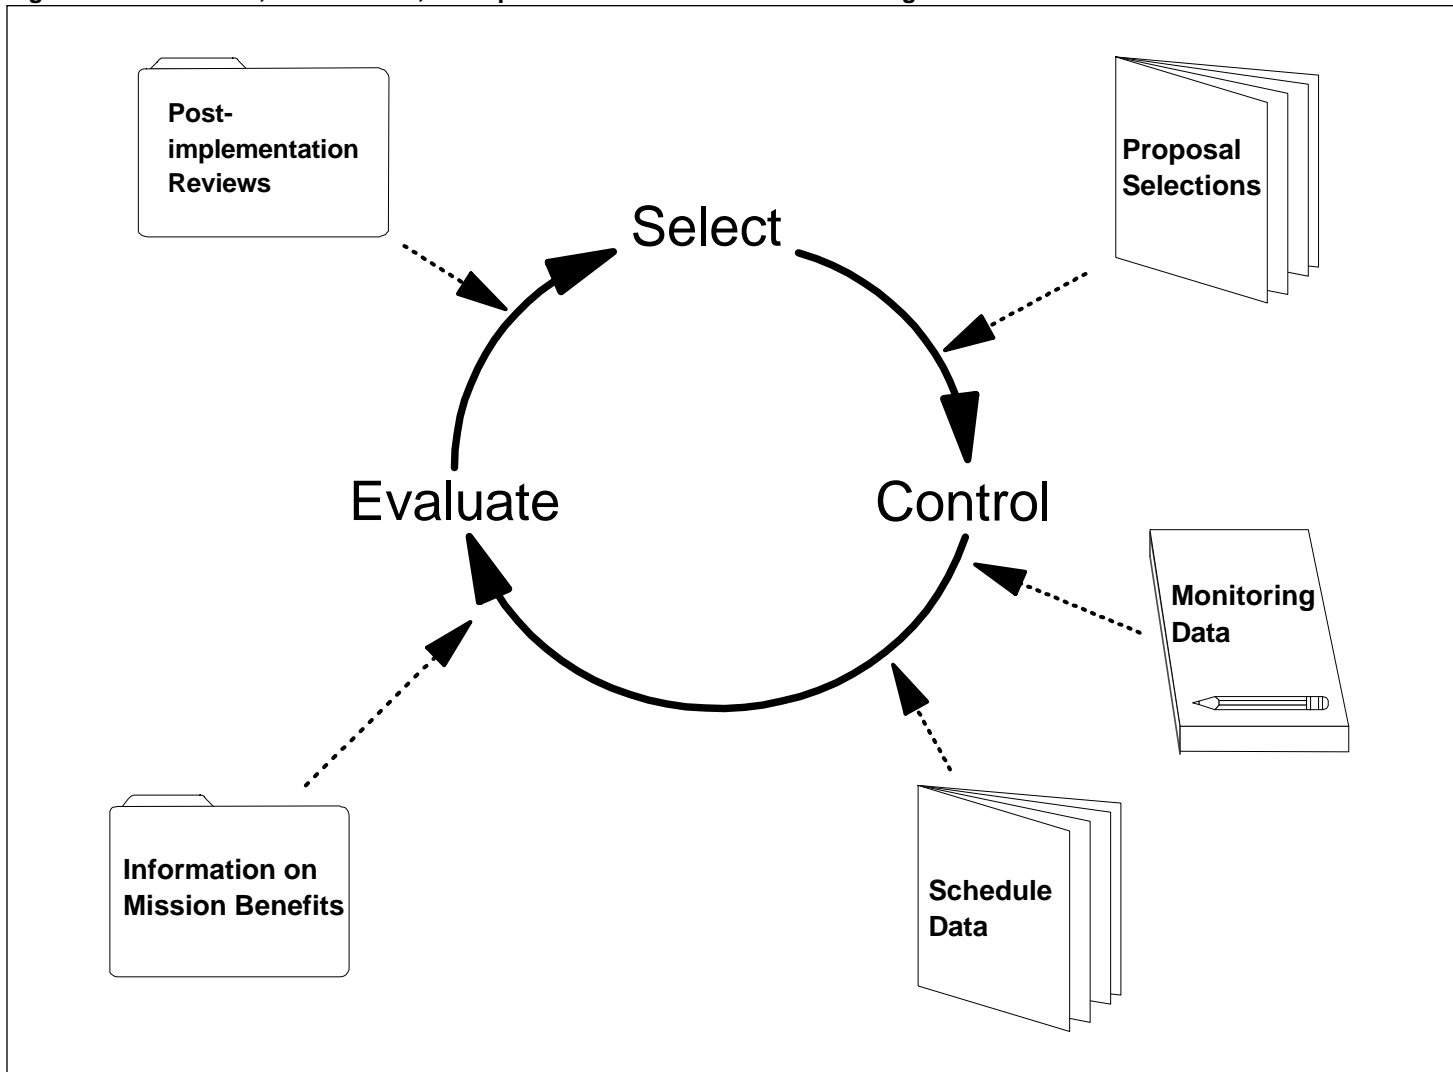 Post-
implementation
Reviews
Proposal
Selections
Select
Evaluate
Control
Monitoring
Data
Information on
Mission Benefits
Schedule
Data